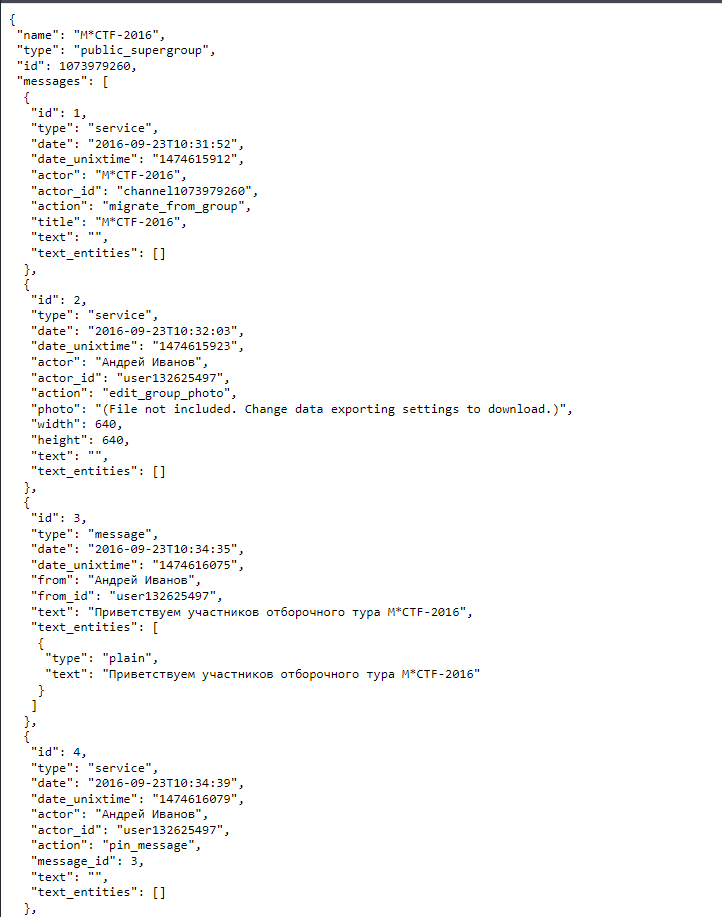 {
"name": "M*CTF-2016",
"type": "public_supergroup",
"id": 1073979260,
"messages": [
{
"id": 1,
"type": "service",
"date": "2016-09-23T10:31:52",
"date_unixtime": "1474615912",
"actor": "M*CTF-2016",
"actor_id": "channel1073979260",
"action": "migrate_from_group",
"title": "M*CTF-2016",
"text": "",
"text_entities": []
},
{
"id": 2,
"type": "service",
"date": "2016-09-23T10:32:03",
"date_unixtime": "1474615923",
"actor": "Андрей Иванов",
"actor_id": "user132625497",
"action": "edit_group_photo",
"photo": "(File not included. Change data exporting settings to download.)",
"width": 640,
"height": 640,
"text": "",
"text_entities": []
},
{
"id": 3,
"type": "message",
"date": "2016-09-23T10:34:35",
"date_unixtime": "1474616075",
"from": "Андрей Иванов",
"from_id": "user132625497",
"text": "Приветствуем участников отборочного тура M*CTF-2016",
"text_entities": [
{
"type": "plain",
"text": "Приветствуем участников отборочного тура M*CTF-2016"
}
]
},
{
"id": 4,
"type": "service",
"date": "2016-09-23T10:34:39",
"date_unixtime": "1474616079",
"actor": "Андрей Иванов",
"actor_id": "user132625497",
"action": "pin_message",
"message_id": 3,
"text": "",
"text_entities": []
},